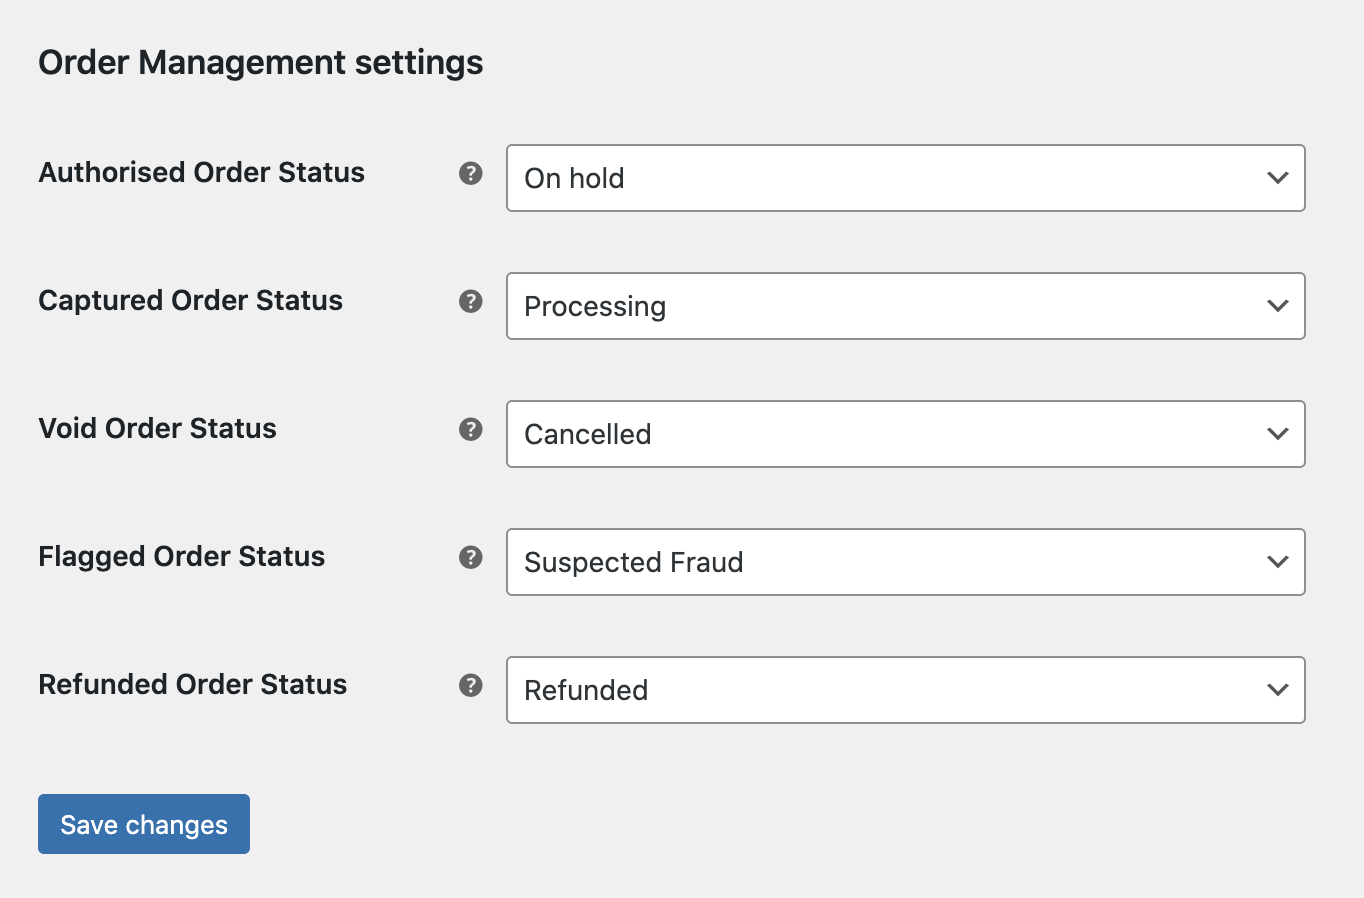 Order Management settings
Authorised Order Status ? On hold
Captured Order Status ? Processing
Void Order Status ? Cancelled
Flagged Order Status ? Suspected Fraud
Refunded Order Status ? Refunded
Save changes